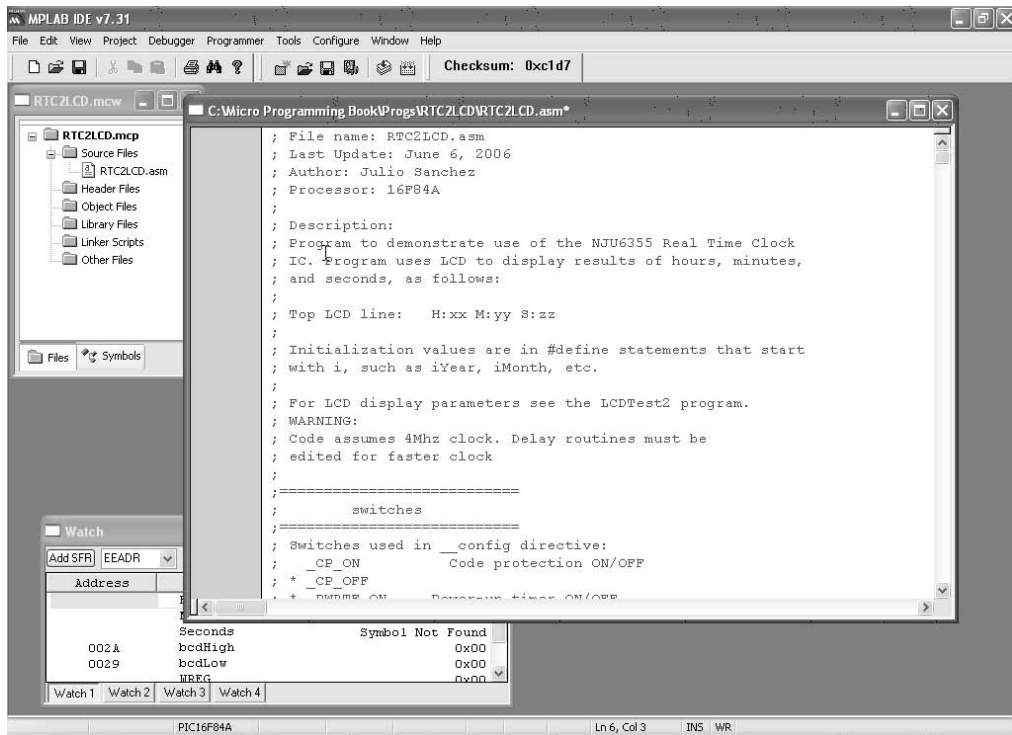 MPLAB IDE v7.31
File Edit View Project Debugger Programmer Tools Configure Window Help
Checksum: 0xc1d7
RTC2LCD.mcw
RTC2LCD.mcp
Source Files
RTC2LCD.asm
Header Files
Object Files
Library Files
Linker Scripts
Other Files
Files Symbols
C:\Micro Programming Book\Progs\RTC2LCD\RTC2LCD.asm*
; File name: RTC2LCD.asm
; Last Update: June 6, 2006
; Author: Julio Sanchez
; Processor: 16F84A
;
; Description:
; Program to demonstrate use of the NJU6355 Real Time Clock
; IC. Program uses LCD to display results of hours, minutes,
; and seconds, as follows:
;
; Top LCD line: H:xx M:yy S:zz
;
; Initialization values are in #define statements that start
; with i, such as iYear, iMonth, etc.
;
; For LCD display parameters see the LCDTest2 program.
; WARNING:
; Code assumes 4Mhz clock. Delay routines must be
; edited for faster clock
;
;===========================
; switches
;===========================
; Switches used in __config directive:
; _CP_ON Code protection ON/OFF
; * _CP_OFF
; * _PWRTE_ON Power-up timer ON/OFF
Watch
Add SFR EEADR
Address
Seconds Symbol Not Found
002A bcdHigh 0x00
0029 bcdLow 0x00
WREG 0x00
Watch 1 Watch 2 Watch 3 Watch 4
PIC16F84A Ln 6, Col 3 INS WR